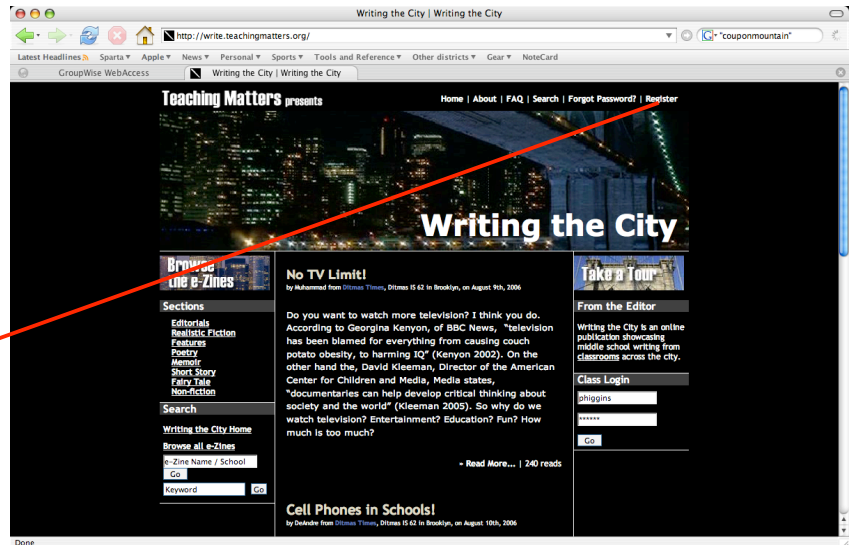 Writing the City | Writing the City
http://write.teachingmatters.org/
"couponmountain"
Latest Headlines Sparta Apple News Personal Sports Tools and Reference Other districts Gear NoteCard
GroupWise WebAccess
Writing the City | Writing the City
Teaching Matters presents
Home | About | FAQ | Search | Forgot Password? | Register
Writing the City
Browse
the e-Zines
Sections
Editorials
Realistic Fiction
Features
Poetry
Memoir
Short Story
Fairy Tale
Non-fiction
Search
Writing the City Home
Browse all e-Zines
e-Zine Name / School
Go
Keyword
Go
No TV Limit!
by Muhammad from Ditmas Times, Ditmas IS 62 in Brooklyn, on August 9th, 2006
Do you want to watch more television? I think you do.
According to Georgina Kenyon, of BBC News, "television
has been blamed for everything from causing couch
potato obesity, to harming IQ" (Kenyon 2002). On the
other hand the, David Kleeman, Director of the American
Center for Children and Media, Media states,
"documentaries can help develop critical thinking about
society and the world" (Kleeman 2005). So why do we
watch television? Entertainment? Education? Fun? How
much is too much?
» Read More... | 240 reads
Cell Phones in Schools!
by DeAndre from Ditmas Times, Ditmas IS 62 in Brooklyn, on August 10th, 2006
Take a Tour
From the Editor
Writing the City is an online
publication showcasing
middle school writing from
classrooms across the city.
Class Login
phiggins
******
Go
Done